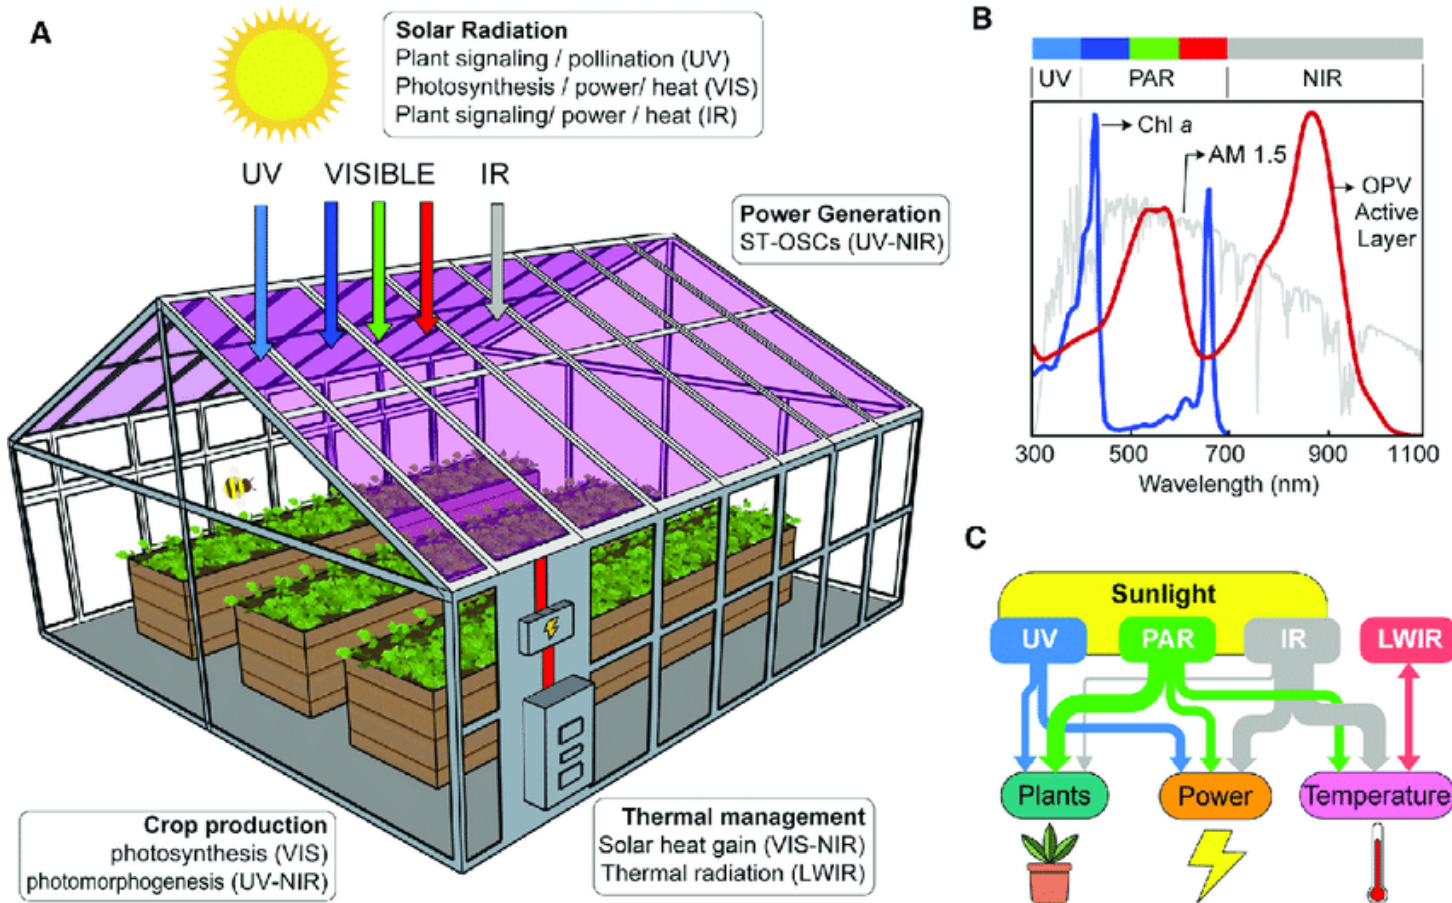 A
Solar Radiation
Plant signaling / pollination (UV)
Photosynthesis / power/ heat (VIS)
Plant signaling/ power / heat (IR)
UV VISIBLE IR
Power Generation
ST-OSCs (UV-NIR)
Crop production
photosynthesis (VIS)
photomorphogenesis (UV-NIR)
Thermal management
Solar heat gain (VIS-NIR)
Thermal radiation (LWIR)
B
UV PAR NIR
Chl a
AM 1.5
OPV
Active
Layer
300 500 700 900 1100
Wavelength (nm)
C
Sunlight
UV PAR IR LWIR
Plants Power Temperature